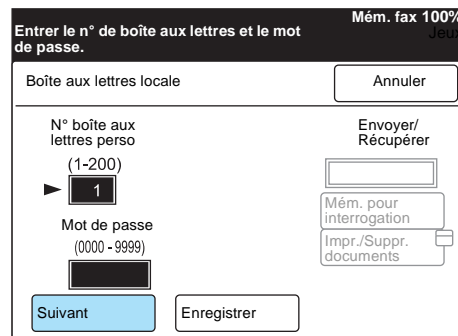 Mém. fax 100%
Entrer le n° de boîte aux lettres et le mot
de passe.
Jeux
Boîte aux lettres locale
Annuler
N° boîte aux
lettres perso
(1-200)
1
Mot de passe
(0000 - 9999)
Envoyer/
Récupérer
Mém. pour
interrogation
Impr./Suppr.
documents
Suivant
Enregistrer